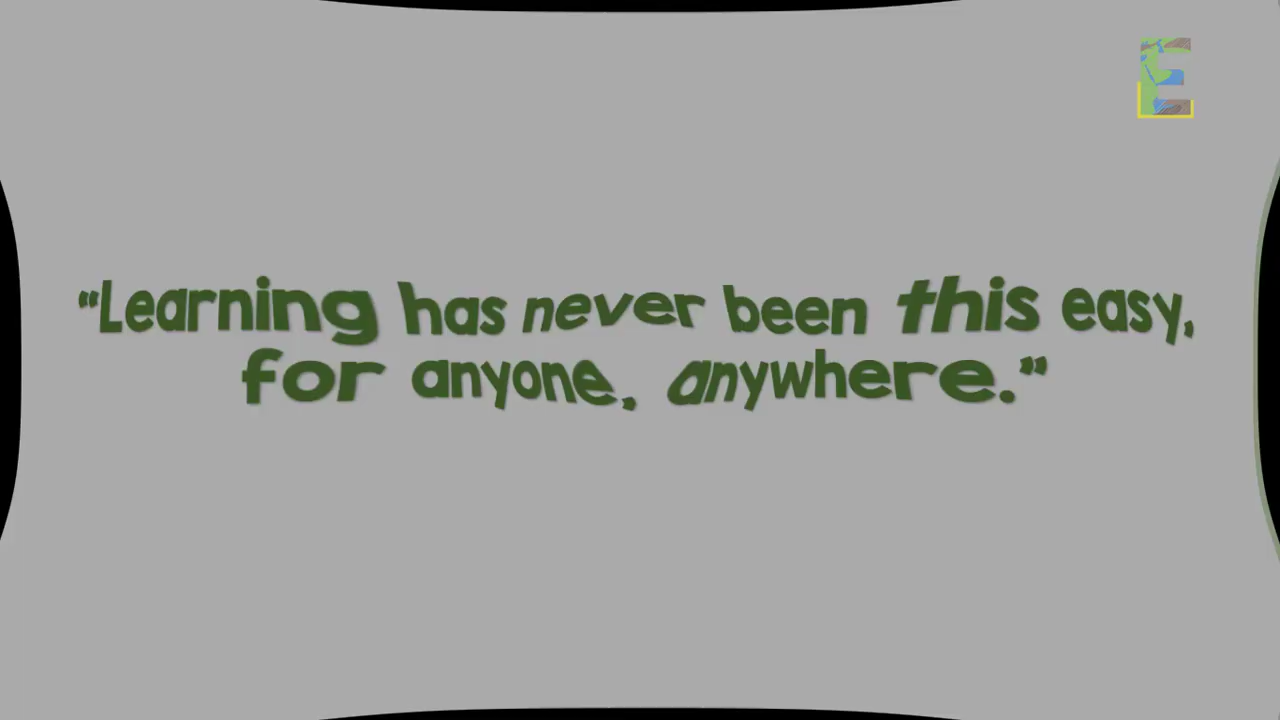 E
“Learning has never been this easy,
for anyone, anywhere.”